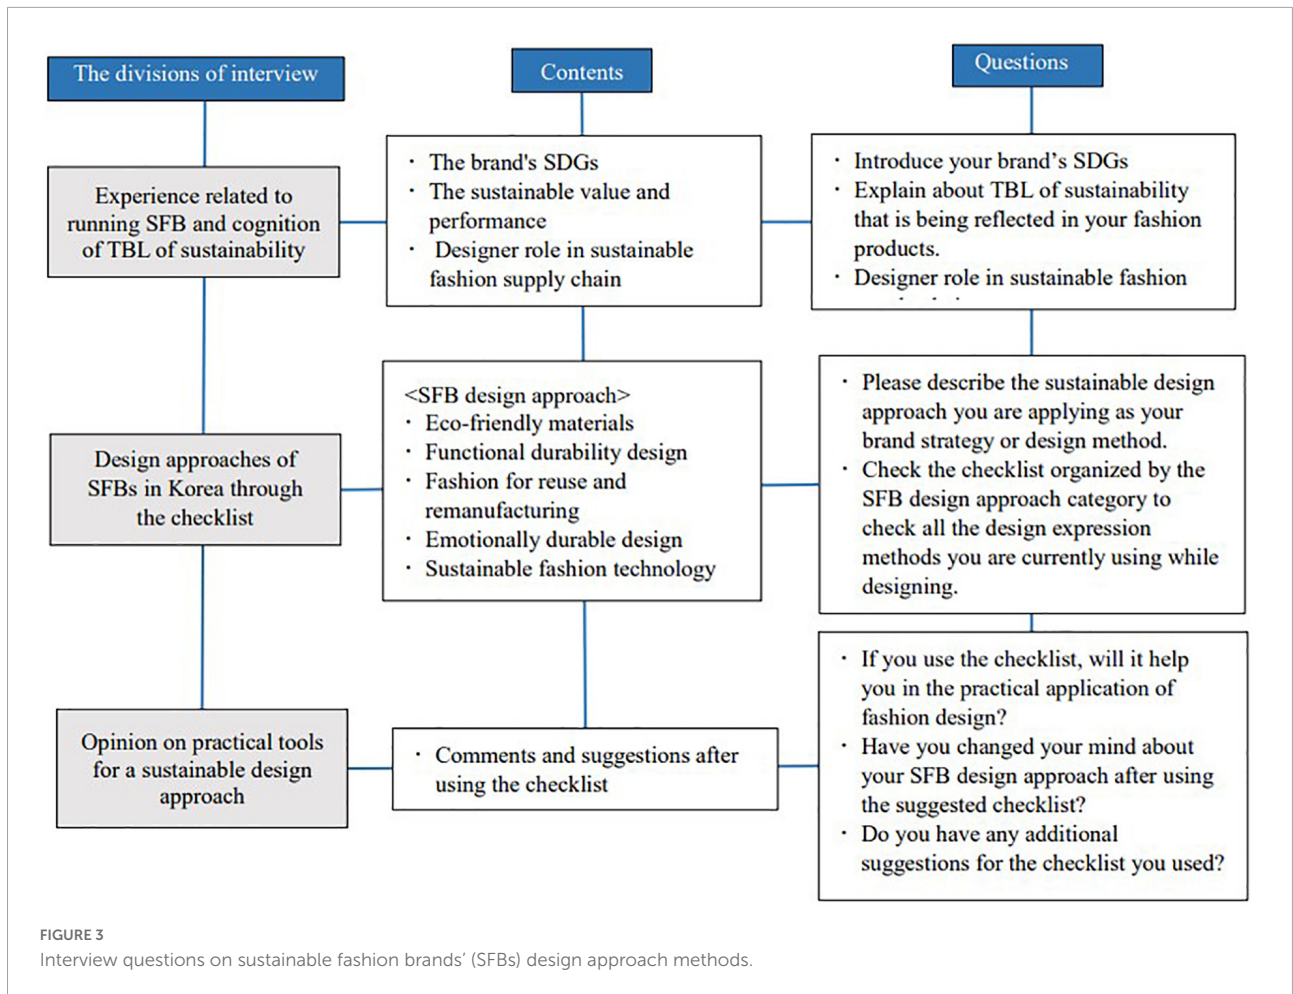 The divisions of interview
Contents
Questions
Experience related to
running SFB and cognition
of TBL of sustainability
· The brand's SDGs
· The sustainable value and
performance
· Designer role in sustainable
fashion supply chain
· Introduce your brand’s SDGs
· Explain about TBL of sustainability
that is being reflected in your fashion
products.
· Designer role in sustainable fashion
Design approaches of
SFBs in Korea through
the checklist
<SFB design approach>
· Eco-friendly materials
· Functional durability design
· Fashion for reuse and
remanufacturing
· Emotionally durable design
· Sustainable fashion technology
· Please describe the sustainable design
approach you are applying as your
brand strategy or design method.
· Check the checklist organized by the
SFB design approach category to
check all the design expression
methods you are currently using while
designing.
Opinion on practical tools
for a sustainable design
approach
· Comments and suggestions after
using the checklist
· If you use the checklist, will it help
you in the practical application of
fashion design?
· Have you changed your mind about
your SFB design approach after using
the suggested checklist?
· Do you have any additional
suggestions for the checklist you used?
FIGURE 3
Interview questions on sustainable fashion brands’ (SFBs) design approach methods.